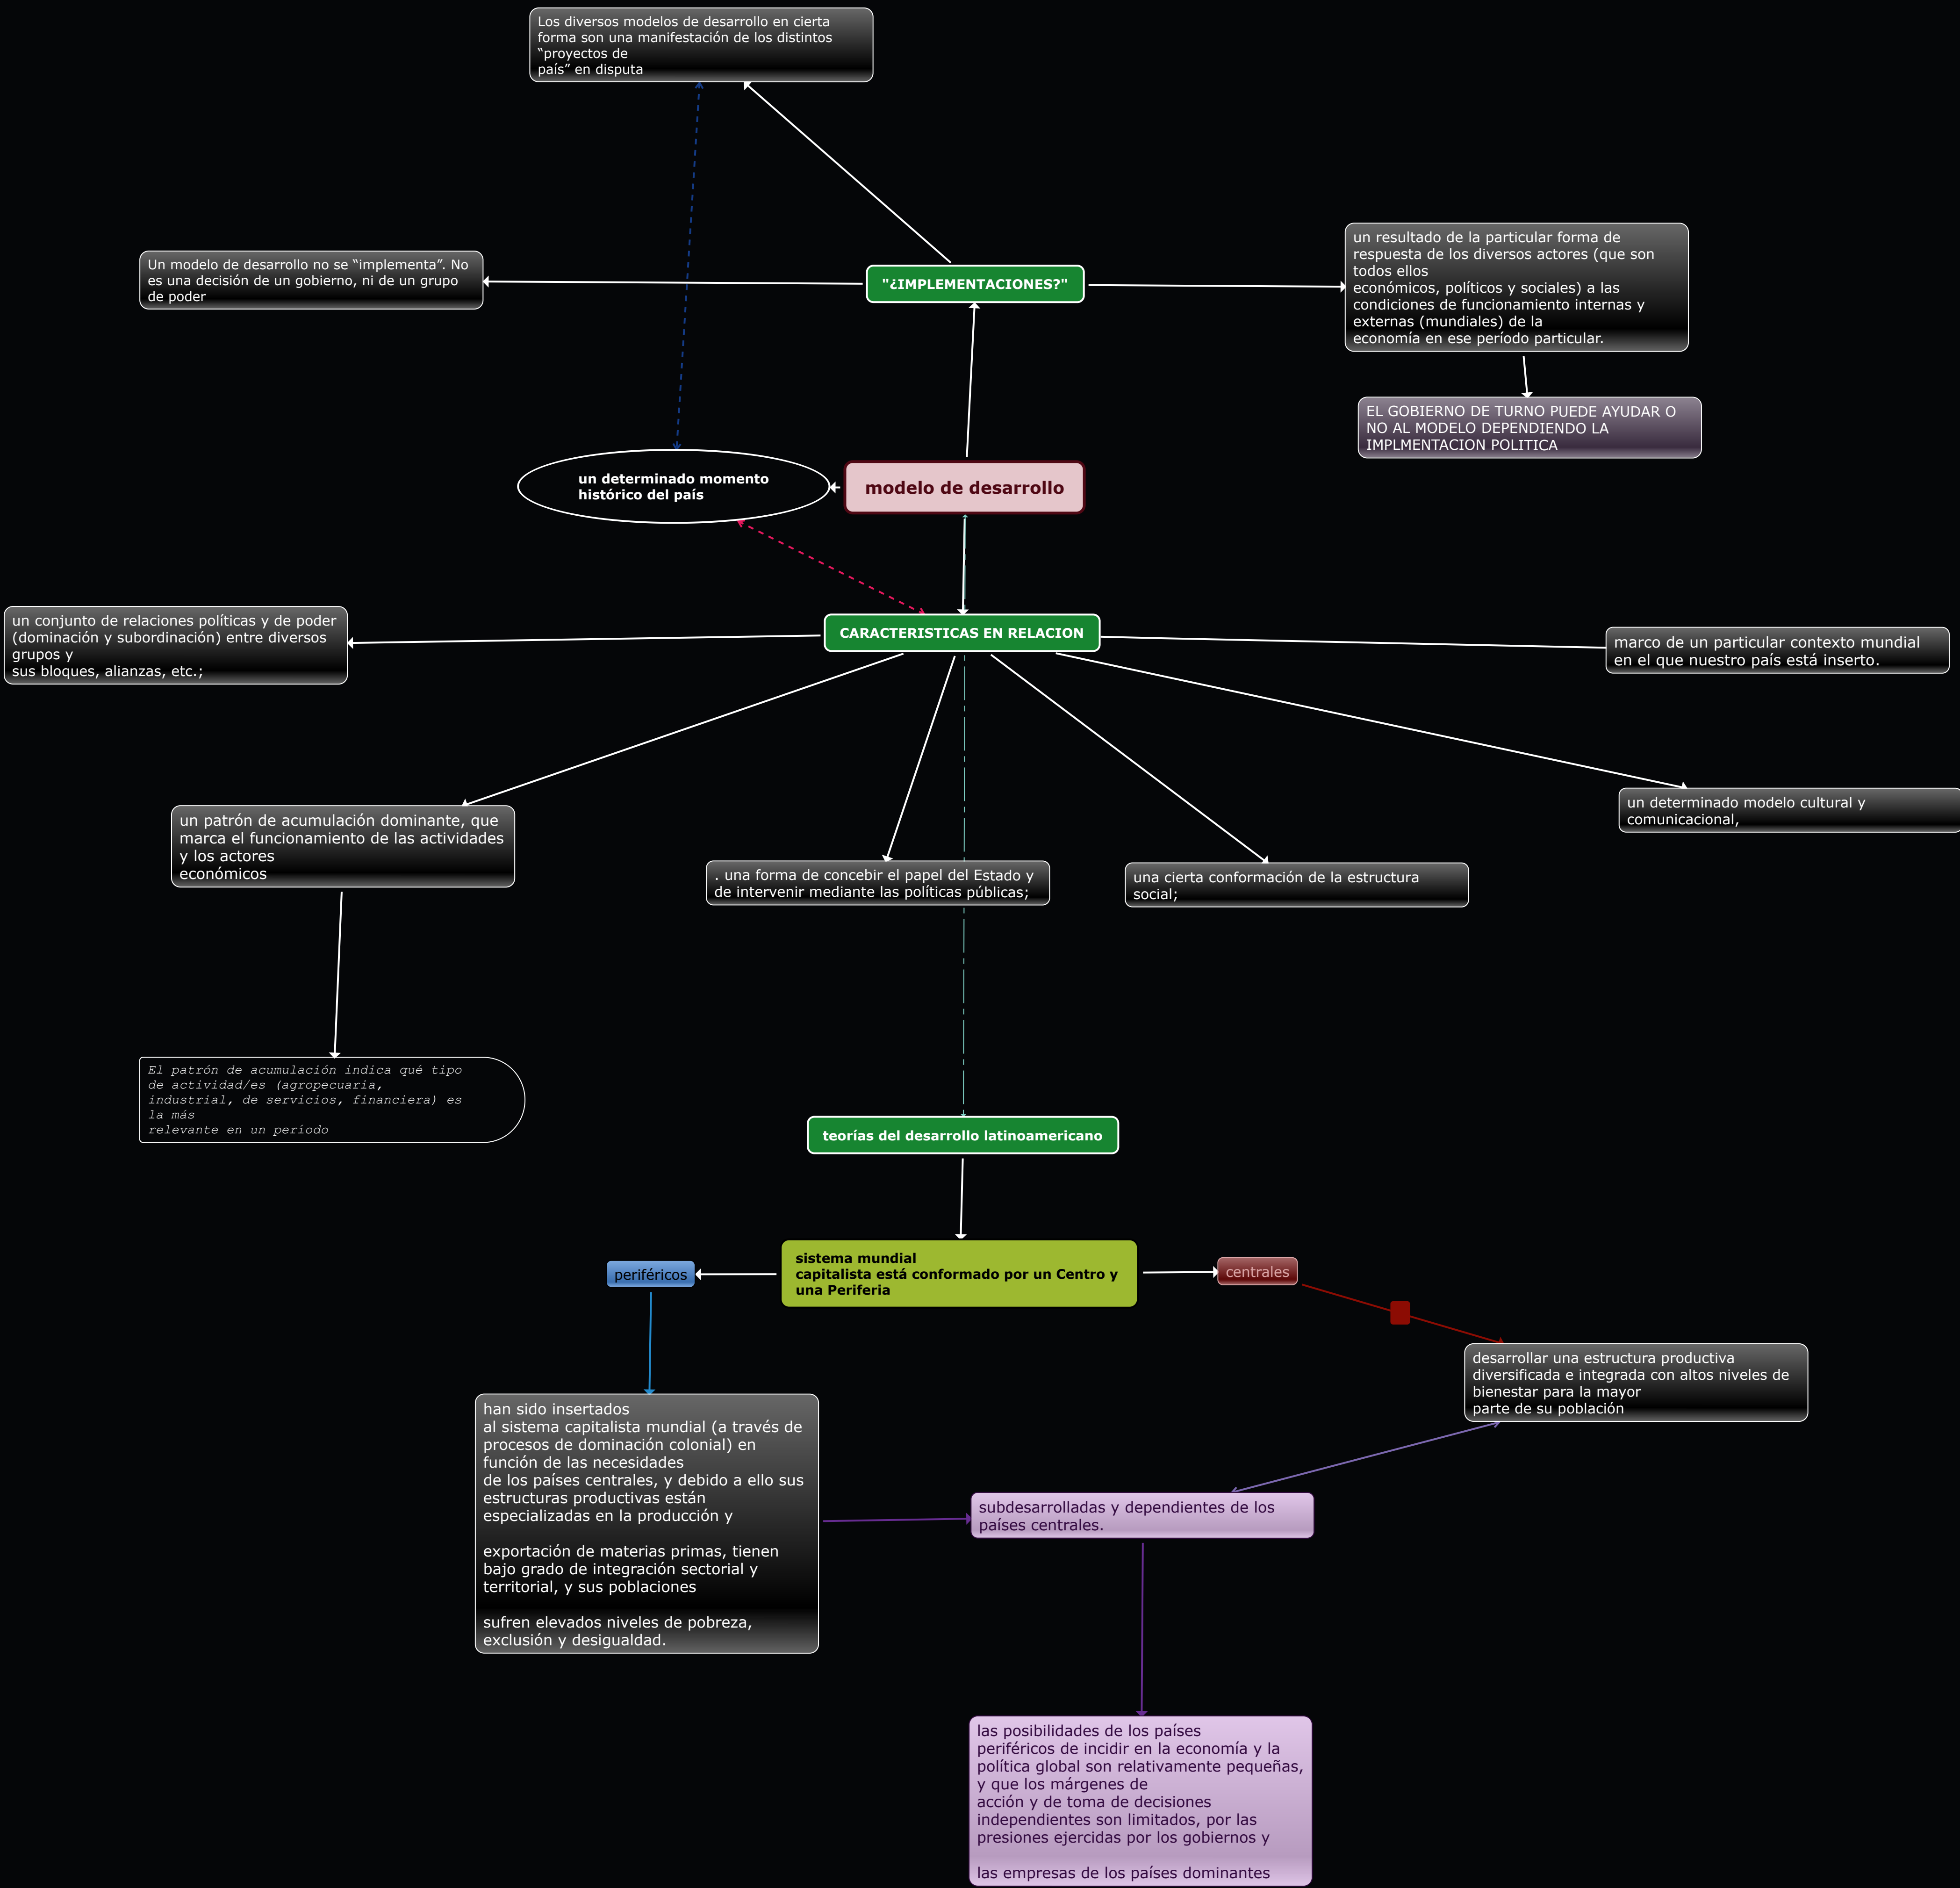 Los diversos modelos de desarrollo en cierta
forma son una manifestación de los distintos
“proyectos de
país” en disputa
Un modelo de desarrollo no se “implementa”. No
es una decisión de un gobierno, ni de un grupo
de poder
"¿IMPLEMENTACIONES?"
un resultado de la particular forma de
respuesta de los diversos actores (que son
todos ellos
económicos, políticos y sociales) a las
condiciones de funcionamiento internas y
externas (mundiales) de la
economía en ese período particular.
EL GOBIERNO DE TURNO PUEDE AYUDAR O
NO AL MODELO DEPENDIENDO LA
IMPLMENTACION POLITICA
un determinado momento
histórico del país
modelo de desarrollo
un conjunto de relaciones políticas y de poder
(dominación y subordinación) entre diversos
grupos y
sus bloques, alianzas, etc.;
CARACTERISTICAS EN RELACION
marco de un particular contexto mundial
en el que nuestro país está inserto.
un patrón de acumulación dominante, que
marca el funcionamiento de las actividades
y los actores
económicos
. una forma de concebir el papel del Estado y
de intervenir mediante las políticas públicas;
una cierta conformación de la estructura
social;
un determinado modelo cultural y
comunicacional,
El patrón de acumulación indica qué tipo
de actividad/es (agropecuaria,
industrial, de servicios, financiera) es
la más
relevante en un período
teorías del desarrollo latinoamericano
sistema mundial
capitalista está conformado por un Centro y
una Periferia
periféricos
centrales
desarrollar una estructura productiva
diversificada e integrada con altos niveles de
bienestar para la mayor
parte de su población
han sido insertados
al sistema capitalista mundial (a través de
procesos de dominación colonial) en
función de las necesidades
de los países centrales, y debido a ello sus
estructuras productivas están
especializadas en la producción y
exportación de materias primas, tienen
bajo grado de integración sectorial y
territorial, y sus poblaciones
sufren elevados niveles de pobreza,
exclusión y desigualdad.
subdesarrolladas y dependientes de los
países centrales.
las posibilidades de los países
periféricos de incidir en la economía y la
política global son relativamente pequeñas,
y que los márgenes de
acción y de toma de decisiones
independientes son limitados, por las
presiones ejercidas por los gobiernos y
las empresas de los países dominantes